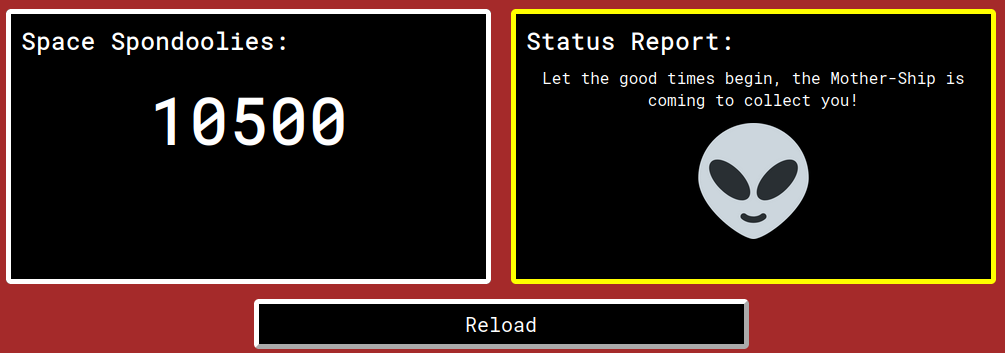 Space Spondoolies:
10500
Status Report:
Let the good times begin, the Mother-Ship is
coming to collect you!
Reload